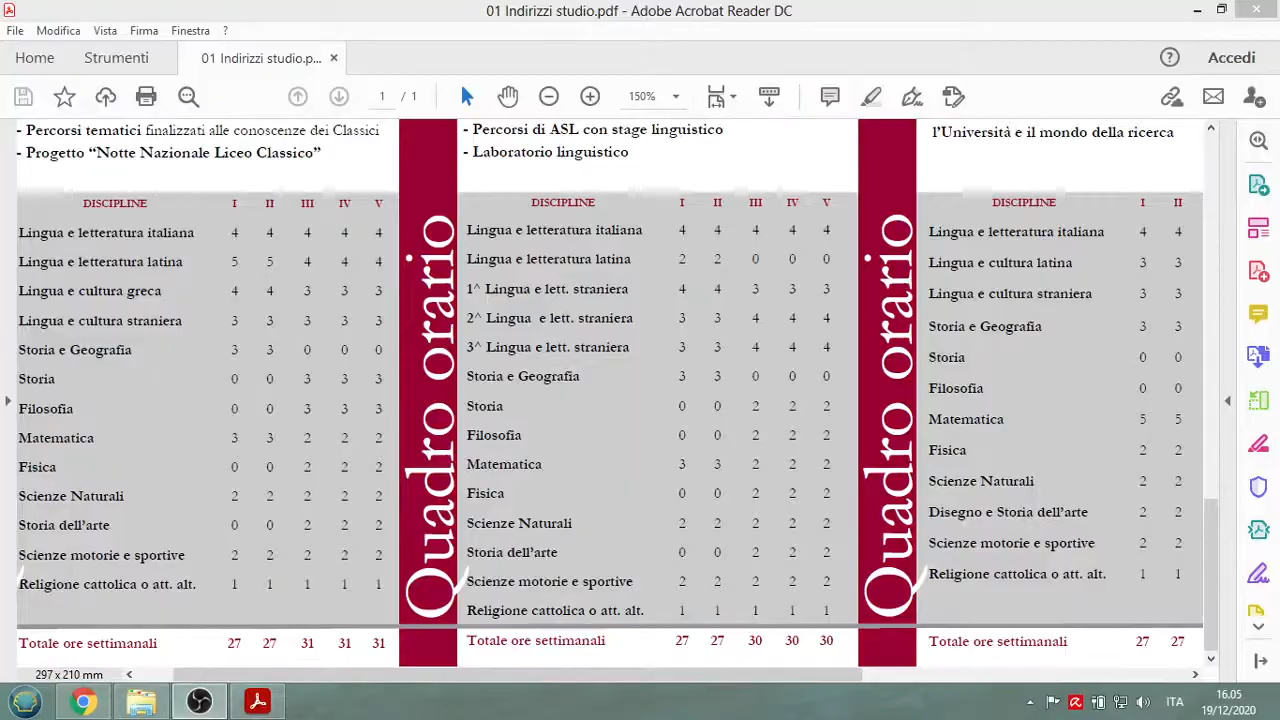 01 Indirizzi studio.pdf - Adobe Acrobat Reader DC
File Modifica Vista Firma Finestra ?
Home Strumenti 01 Indirizzi studio.p... × Accedi
1 / 1 150%
- Percorsi tematici finalizzati alle conoscenze dei Classici
- Progetto “Notte Nazionale Liceo Classico”
DISCIPLINE I II III IV V
Lingua e letteratura italiana 4 4 4 4 4
Lingua e letteratura latina 5 5 4 4 4
Lingua e cultura greca 4 4 3 3 3
Lingua e cultura straniera 3 3 3 3 3
Storia e Geografia 3 3 0 0 0
Storia 0 0 3 3 3
Filosofia 0 0 3 3 3
Matematica 3 3 2 2 2
Fisica 0 0 2 2 2
Scienze Naturali 2 2 2 2 2
Storia dell’arte 0 0 2 2 2
Scienze motorie e sportive 2 2 2 2 2
Religione cattolica o att. alt. 1 1 1 1 1
Totale ore settimanali 27 27 31 31 31
Quadro orario
- Percorsi di ASL con stage linguistico
- Laboratorio linguistico
DISCIPLINE I II III IV V
Lingua e letteratura italiana 4 4 4 4 4
Lingua e letteratura latina 2 2 0 0 0
1^ Lingua e lett. straniera 4 4 3 3 3
2^ Lingua e lett. straniera 3 3 4 4 4
3^ Lingua e lett. straniera 3 3 4 4 4
Storia e Geografia 3 3 0 0 0
Storia 0 0 2 2 2
Filosofia 0 0 2 2 2
Matematica 3 3 2 2 2
Fisica 0 0 2 2 2
Scienze Naturali 2 2 2 2 2
Storia dell’arte 0 0 2 2 2
Scienze motorie e sportive 2 2 2 2 2
Religione cattolica o att. alt. 1 1 1 1 1
Totale ore settimanali 27 27 30 30 30
Quadro orario
l’Università e il mondo della ricerca
DISCIPLINE I II
Lingua e letteratura italiana 4 4
Lingua e cultura latina 3 3
Lingua e cultura straniera 3 3
Storia e Geografia 3 3
Storia 0 0
Filosofia 0 0
Matematica 5 5
Fisica 2 2
Scienze Naturali 2 2
Disegno e Storia dell’arte 2 2
Scienze motorie e sportive 2 2
Religione cattolica o att. alt. 1 1
Totale ore settimanali 27 27
297 x 210 mm
ITA
16.05
19/12/2020